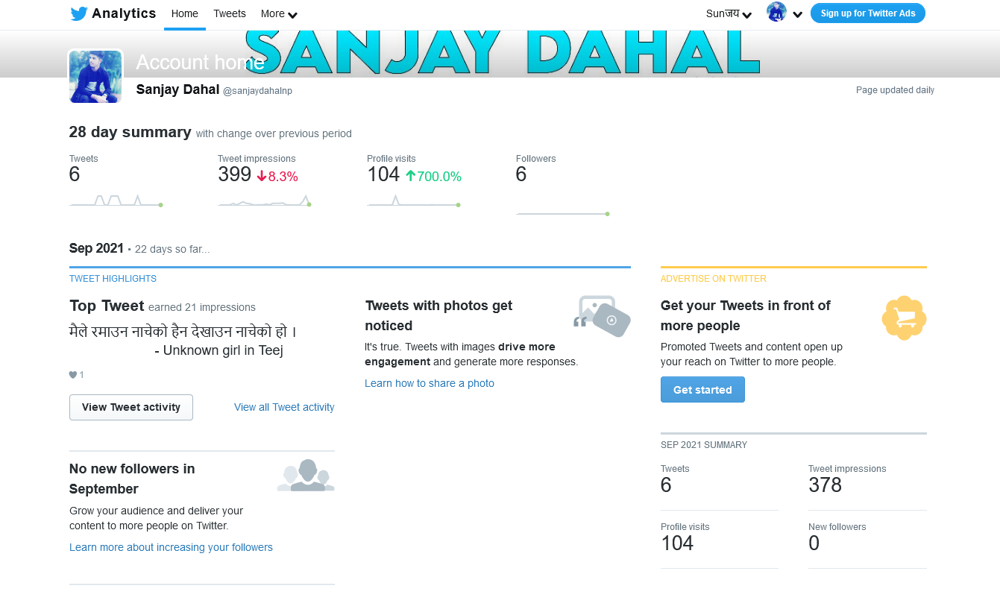 Analytics Home Tweets More Sunजय Sign up for Twitter Ads
SANJAY DAHAL
Account home
Sanjay Dahal @sanjaydahalnp Page updated daily
28 day summary with change over previous period
Tweets Tweet impressions Profile visits Followers
6 399 8.3% 104 700.0% 6
Sep 2021 • 22 days so far...
TWEET HIGHLIGHTS
Top Tweet earned 21 impressions
मैले रमाउन नाचेको हैन देखाउन नाचेको हो ।
- Unknown girl in Teej
1
View Tweet activity View all Tweet activity
Tweets with photos get
noticed
It's true. Tweets with images drive more
engagement and generate more responses.
Learn how to share a photo
No new followers in
September
Grow your audience and deliver your
content to more people on Twitter.
Learn more about increasing your followers
ADVERTISE ON TWITTER
Get your Tweets in front of
more people
Promoted Tweets and content open up
your reach on Twitter to more people.
Get started
SEP 2021 SUMMARY
Tweets Tweet impressions
6 378
Profile visits New followers
104 0